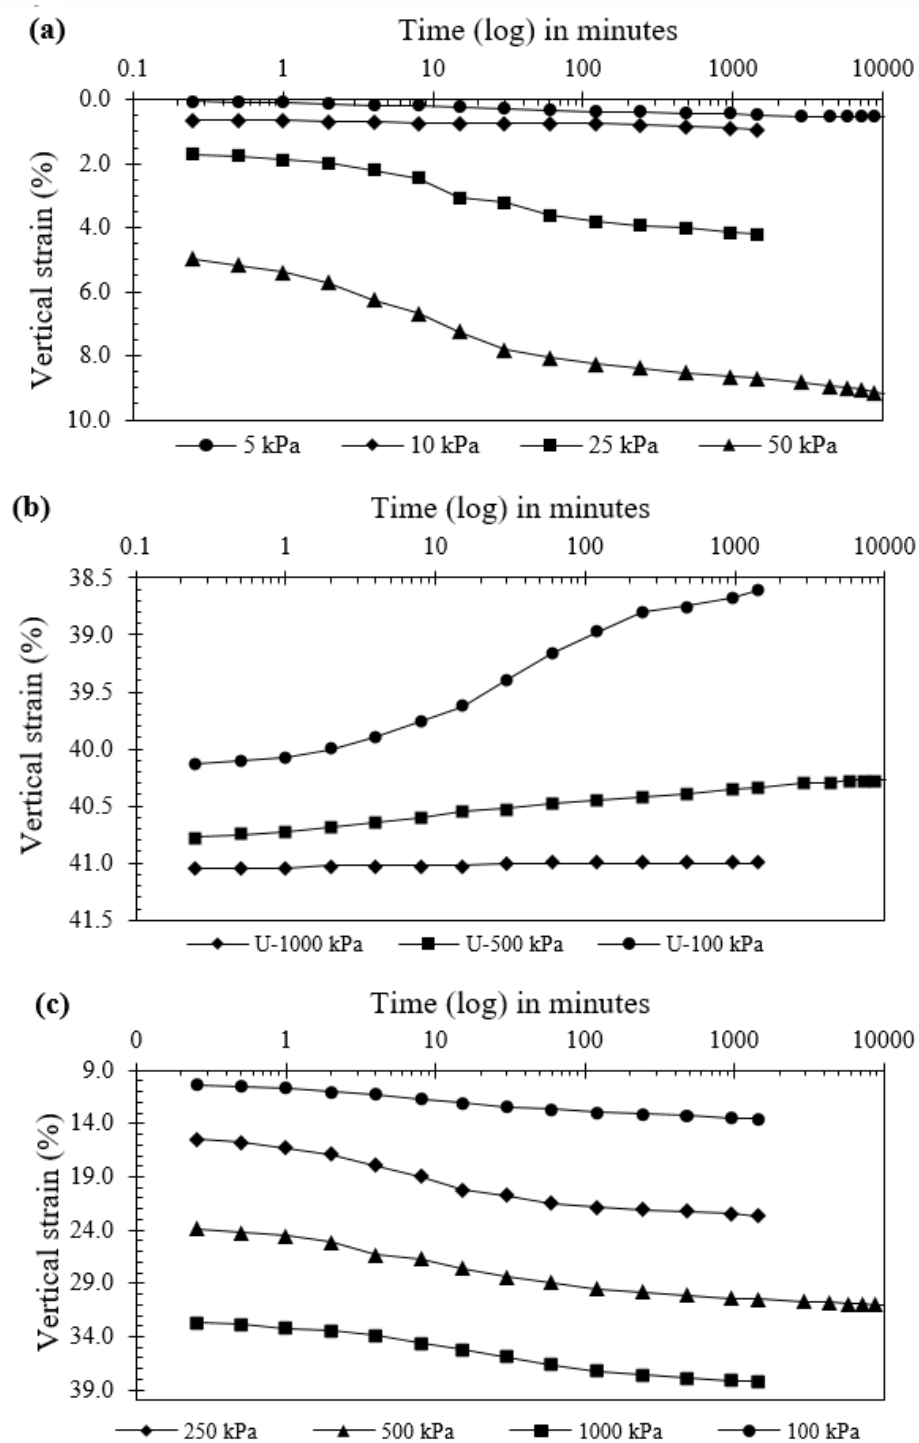 (a)
Time (log) in minutes
0.1 1 10 100 1000 10000
0.0
2.0
4.0
6.0
8.0
10.0
Vertical strain (%)
5 kPa 10 kPa 25 kPa 50 kPa
(b)
Time (log) in minutes
0.1 1 10 100 1000 10000
38.5
39.0
39.5
40.0
40.5
41.0
41.5
Vertical strain (%)
U-1000 kPa U-500 kPa U-100 kPa
(c)
Time (log) in minutes
0 1 10 100 1000 10000
9.0
14.0
19.0
24.0
29.0
34.0
39.0
Vertical strain (%)
250 kPa 500 kPa 1000 kPa 100 kPa